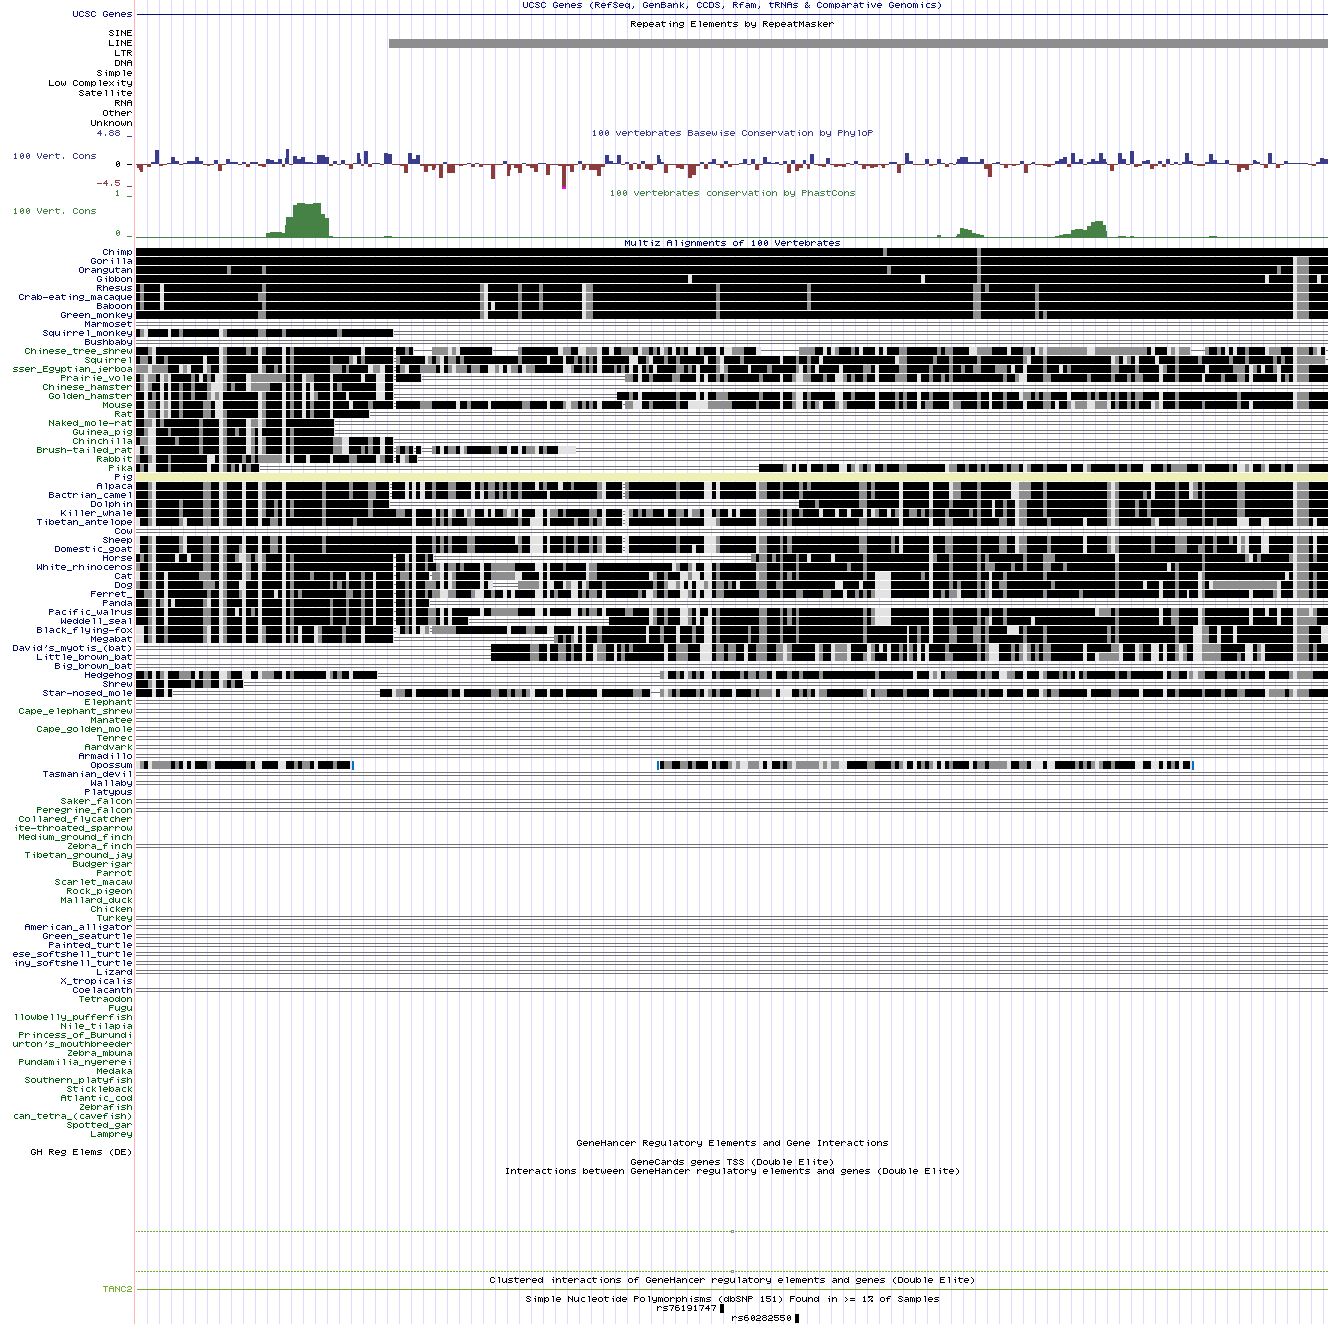 UCSC Genes (RefSeq, GenBank, CCDS, Rfam, tRNAs & Comparative Genomics)
UCSC Genes
Repeating Elements by RepeatMasker
SINE
LINE
LTR
DNA
Simple
Low Complexity
Satellite
RNA
Other
Unknown
4.88 _
100 vertebrates Basewise Conservation by PhyloP
100 Vert. Cons
0 -
-4.5 _
100 vertebrates conservation by PhastCons
1 _
100 Vert. Cons
0 _
Multiz Alignments of 100 Vertebrates
Chimp
Gorilla
Orangutan
Gibbon
Rhesus
Crab-eating_macaque
Baboon
Green_monkey
Marmoset
Squirrel_monkey
Bushbaby
Chinese_tree_shrew
Squirrel
sser_Egyptian_jerboa
Prairie_vole
Chinese_hamster
Golden_hamster
Mouse
Rat
Naked_mole-rat
Guinea_pig
Chinchilla
Brush-tailed_rat
Rabbit
Pika
Pig
Alpaca
Bactrian_camel
Dolphin
Killer_whale
Tibetan_antelope
Cow
Sheep
Domestic_goat
Horse
White_rhinoceros
Cat
Dog
Ferret_
Panda
Pacific_walrus
Weddell_seal
Black_flying-fox
Megabat
David's_myotis_(bat)
Little_brown_bat
Big_brown_bat
Hedgehog
Shrew
Star-nosed_mole
Elephant
Cape_elephant_shrew
Manatee
Cape_golden_mole
Tenrec
Aardvark
Armadillo
Opossum
Tasmanian_devil
Wallaby
Platypus
Saker_falcon
Peregrine_falcon
Collared_flycatcher
ite-throated_sparrow
Medium_ground_finch
Zebra_finch
Tibetan_ground_jay
Budgerigar
Parrot
Scarlet_macaw
Rock_pigeon
Mallard_duck
Chicken
Turkey
American_alligator
Green_seaturtle
Painted_turtle
ese_softshell_turtle
iny_softshell_turtle
Lizard
X_tropicalis
Coelacanth
Tetraodon
Fugu
llowbelly_pufferfish
Nile_tilapia
Princess_of_Burundi
urton's_mouthbreeder
Zebra_mbuna
Pundamilia_nyererei
Medaka
Southern_platyfish
Stickleback
Atlantic_cod
Zebrafish
can_tetra_(cavefish)
Spotted_gar
Lamprey
GeneHancer Regulatory Elements and Gene Interactions
GH Reg Elems (DE)
GeneCards genes TSS (Double Elite)
Interactions between GeneHancer regulatory elements and genes (Double Elite)
Clustered interactions of GeneHancer regulatory elements and genes (Double Elite)
TANC2
Simple Nucleotide Polymorphisms (dbSNP 151) Found in >= 1% of Samples
rs76191747
rs60282550